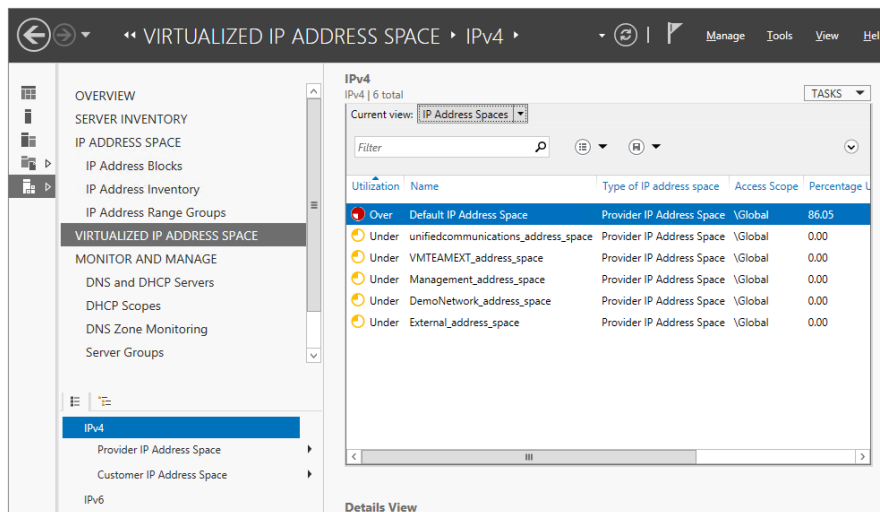 VIRTUALIZED IP ADDRESS SPACE IPv4
Manage Tools View Hel
OVERVIEW
SERVER INVENTORY
IP ADDRESS SPACE
IP Address Blocks
IP Address Inventory
IP Address Range Groups
VIRTUALIZED IP ADDRESS SPACE
MONITOR AND MANAGE
DNS and DHCP Servers
DHCP Scopes
DNS Zone Monitoring
Server Groups
IPv4
Provider IP Address Space
Customer IP Address Space
IPv6
IPv4
IPv4 | 6 total
TASKS
Current view: IP Address Spaces
Filter
Utilization Name Type of IP address space Access Scope Percentage U
Over Default IP Address Space Provider IP Address Space \Global 86.05
Under unifiedcommunications_address_space Provider IP Address Space \Global 0.00
Under VMTEAMEXT_address_space Provider IP Address Space \Global 0.00
Under Management_address_space Provider IP Address Space \Global 0.00
Under DemoNetwork_address_space Provider IP Address Space \Global 0.00
Under External_address_space Provider IP Address Space \Global 0.00
Details View